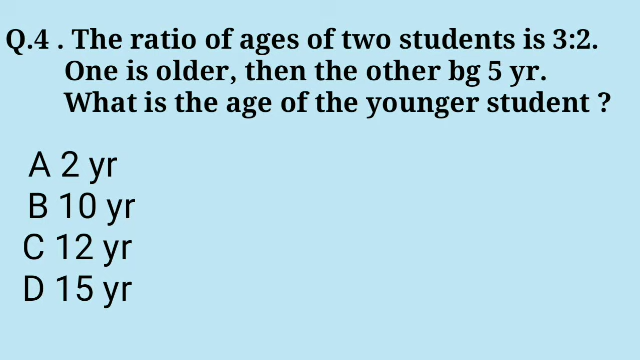 Q.4 . The ratio of ages of two students is 3:2.
One is older, then the other bg 5 yr.
What is the age of the younger student ?
A 2 yr
B 10 yr
C 12 yr
D 15 yr